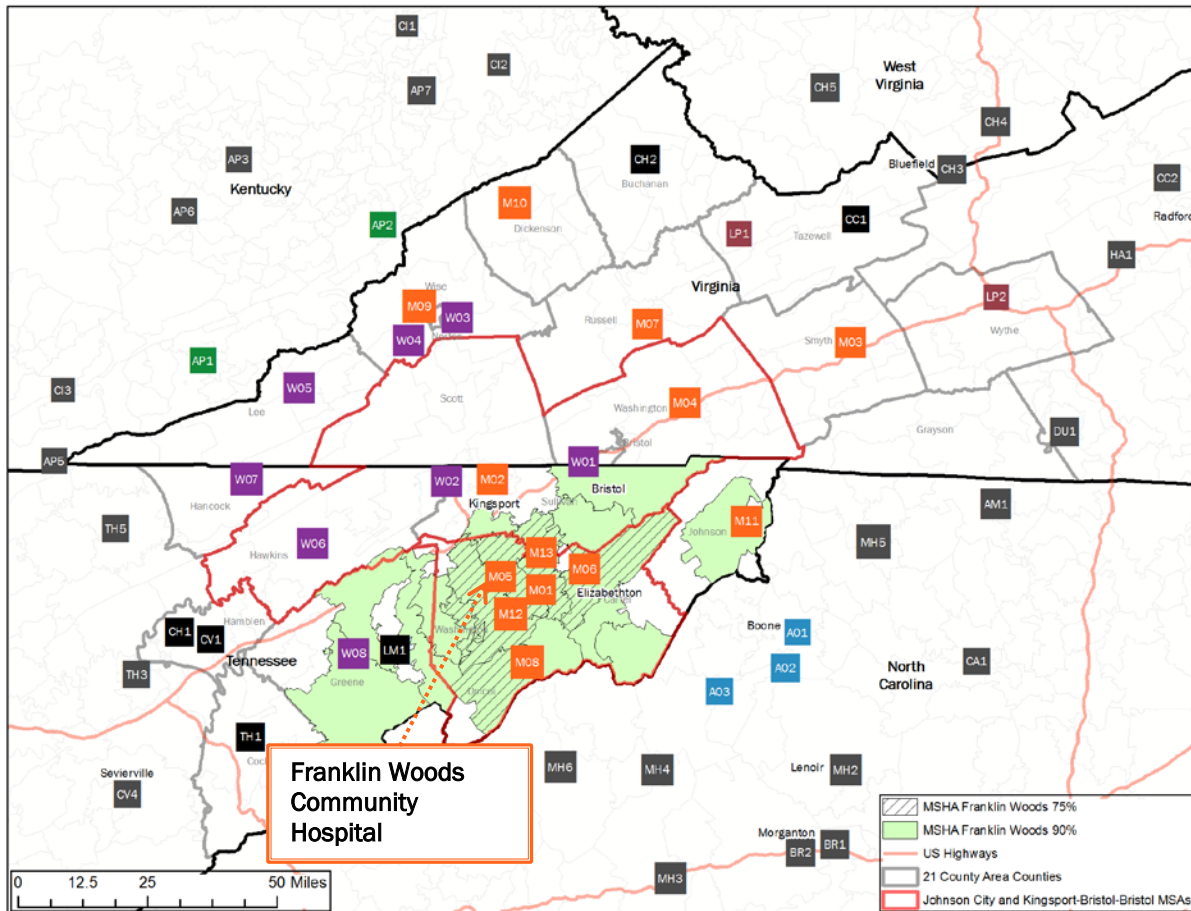 CI1
CI2
West
Virginia
CH5
AP7
CH4
AP3
CH2
Bluefield
CH3
Kentucky
Buchanan
CC2
M10
AP6
Radford
CC1
AP2
Dickenson
LP1
Tazewell
HA1
Wise
Virginia
M09
LP2
W03
Russell
M07
Wythe
W04
Smyth
M03
AP1
W05
CI3
Lee
Scott
M04
Washington
Grayson
DU1
Bristol
AP5
W01
W07
W02
M02
Bristol
Kingsport
Sullivan
Hancock
AM1
TH5
M11
Johnson
W06
MH5
Hawkins
M13
M05
M06
M01
Elizabethton
Carter
M12
Hamblen
CH1
CV1
Washington
Boone
AO1
Tennessee
W08
LM1
M08
AO2
North
Carolina
CA1
TH3
Greene
Unicoi
AO3
TH1
MH6
MH4
Lenoir
MH2
Sevierville
CV4
Franklin Woods
Community
Hospital
Morganton
BR2
BR1
MH3
MSHA Franklin Woods 75%
MSHA Franklin Woods 90%
US Highways
21 County Area Counties
Johnson City and Kingsport-Bristol-Bristol MSAs
0 12.5 25 50 Miles